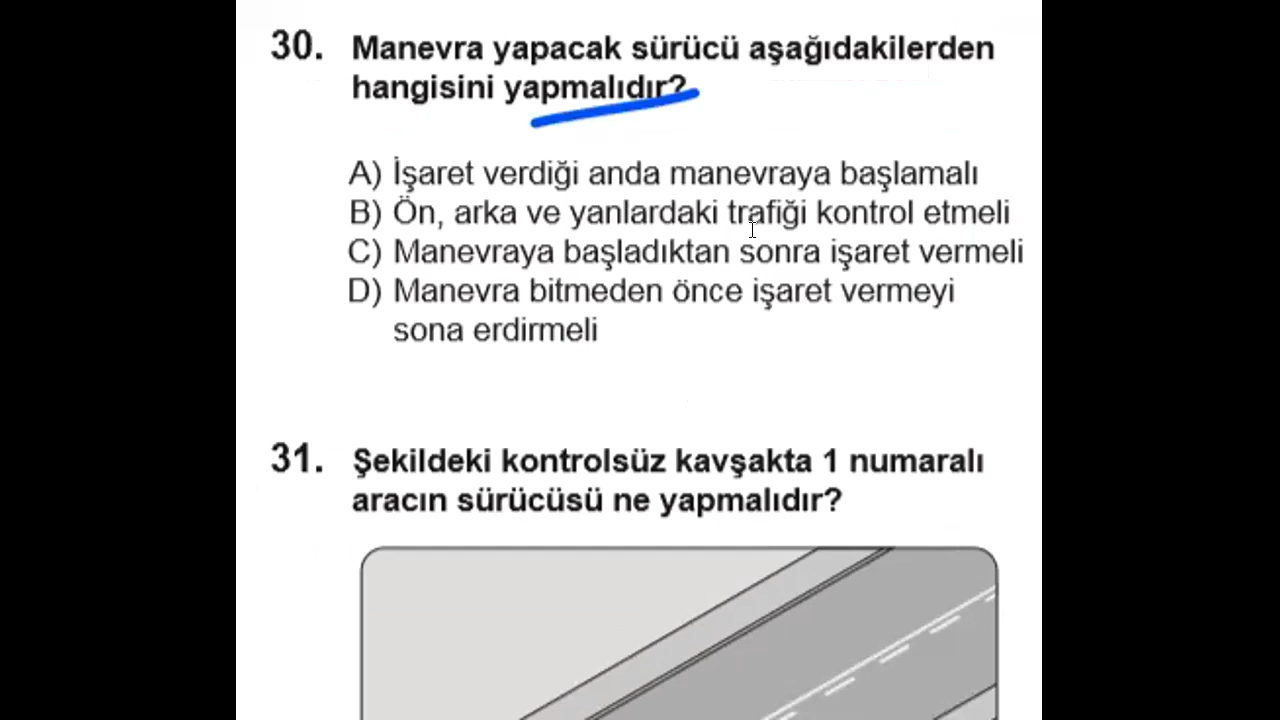 30. Manevra yapacak sürücü aşağıdakilerden
hangisini yapmalıdır?
A) İşaret verdiği anda manevraya başlamalı
B) Ön, arka ve yanlardaki trafiği kontrol etmeli
C) Manevraya başladıktan sonra işaret vermeli
D) Manevra bitmeden önce işaret vermeyi
sona erdirmeli
31. Şekildeki kontrolsüz kavşakta 1 numaralı
aracın sürücüsü ne yapmalıdır?